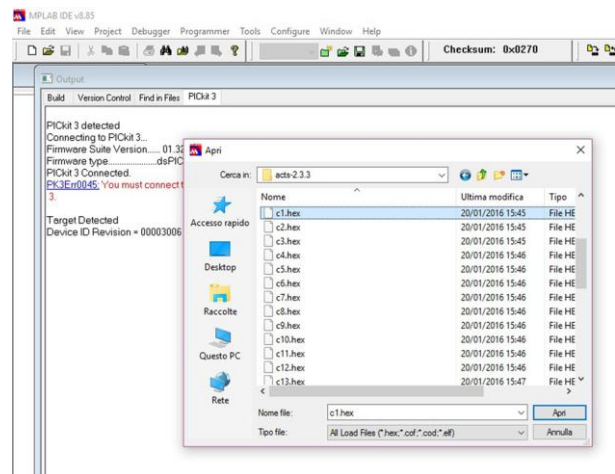 MPLAB IDE v8.85
File Edit View Project Debugger Programmer Tools Configure Window Help
Checksum: 0x0270
Output
Build Version Control Find in Files PICkit 3
PICkit 3 detected
Connecting to PICkit 3...
Firmware Suite Version...... 01.32
Firmware type......................dsPIC
PICkit 3 Connected.
PK3Err0045: You must connect t
3.
Target Detected
Device ID Revision = 00003006
Apri
Cerca in: acts-2.3.3
Nome Ultima modifica Tipo
c1.hex 20/01/2016 15:45 File HE
c2.hex 20/01/2016 15:45 File HE
c3.hex 20/01/2016 15:45 File HE
c4.hex 20/01/2016 15:46 File HE
c5.hex 20/01/2016 15:46 File HE
c6.hex 20/01/2016 15:46 File HE
c7.hex 20/01/2016 15:46 File HE
c8.hex 20/01/2016 15:46 File HE
c9.hex 20/01/2016 15:46 File HE
c10.hex 20/01/2016 15:46 File HE
c11.hex 20/01/2016 15:46 File HE
c12.hex 20/01/2016 15:46 File HE
c13.hex 20/01/2016 15:47 File HE
Accesso rapido
Desktop
Raccolte
Questo PC
Rete
Nome file: c1.hex Apri
Tipo file: All Load Files (*.hex;*.cof;*.cod;*.elf) Annulla